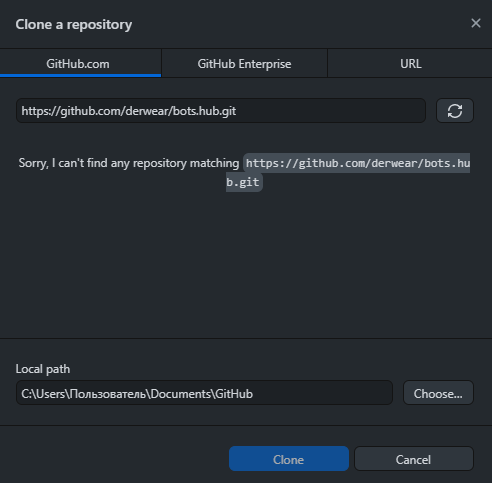 Clone a repository
GitHub.com
GitHub Enterprise
URL
https://github.com/derwear/bots.hub.git
Sorry, I can't find any repository matching https://github.com/derwear/bots.hu
b.git
Local path
C:\Users\Пользователь\Documents\GitHub
Choose...
Clone
Cancel